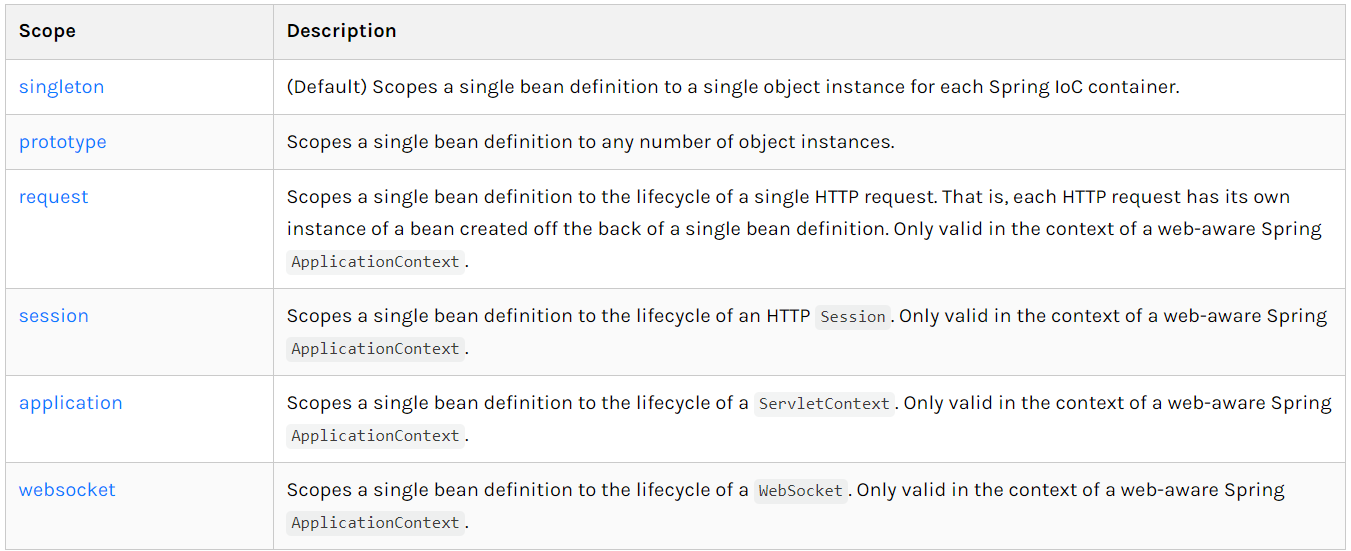 Scope Description
singleton (Default) Scopes a single bean definition to a single object instance for each Spring IoC container.
prototype Scopes a single bean definition to any number of object instances.
request Scopes a single bean definition to the lifecycle of a single HTTP request. That is, each HTTP request has its own
instance of a bean created off the back of a single bean definition. Only valid in the context of a web-aware Spring
ApplicationContext.
session Scopes a single bean definition to the lifecycle of an HTTP Session. Only valid in the context of a web-aware Spring
ApplicationContext.
application Scopes a single bean definition to the lifecycle of a ServletContext. Only valid in the context of a web-aware Spring
ApplicationContext.
websocket Scopes a single bean definition to the lifecycle of a WebSocket. Only valid in the context of a web-aware Spring
ApplicationContext.